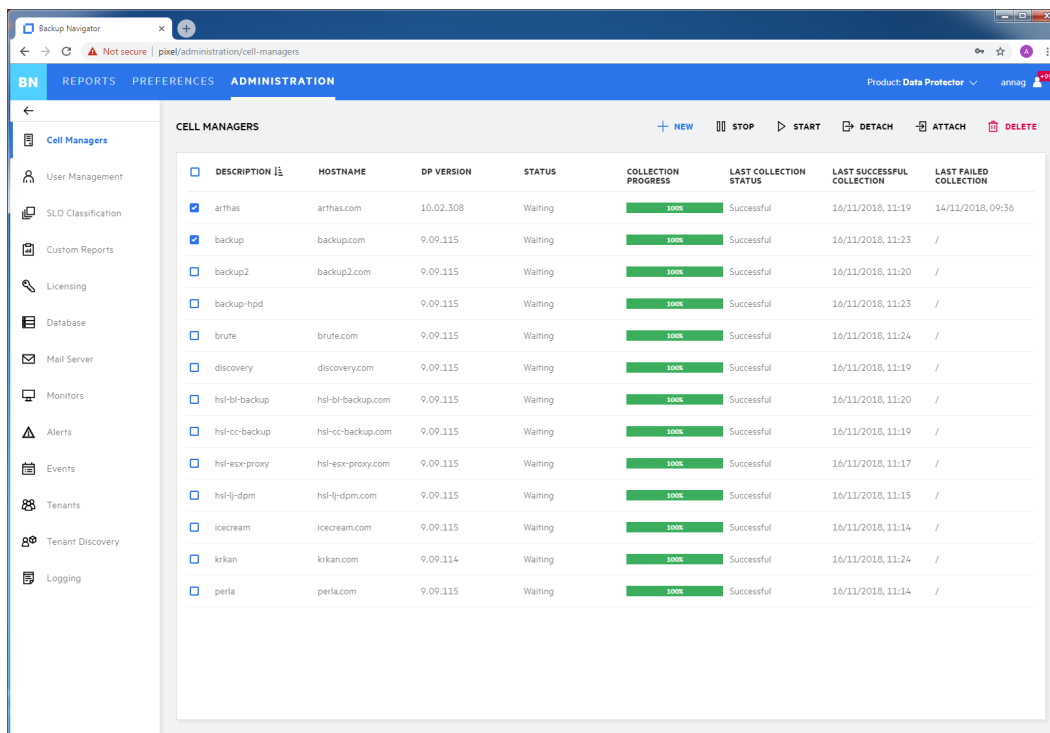 Backup Navigator
Not secure | pixel/administration/cell-managers
A
BN REPORTS PREFERENCES ADMINISTRATION Product: Data Protector annag
CELL MANAGERS NEW STOP START DETACH ATTACH DELETE
Cell Managers
User Management
SLO Classification
Custom Reports
Licensing
Database
Mail Server
Monitors
Alerts
Events
Tenants
Tenant Discovery
Logging
DESCRIPTION HOSTNAME DP VERSION STATUS COLLECTION PROGRESS LAST COLLECTION STATUS LAST SUCCESSFUL COLLECTION LAST FAILED COLLECTION
arthas arthas.com 10.02.308 Waiting 100% Successful 16/11/2018, 11:19 14/11/2018, 09:36
backup backup.com 9.09.115 Waiting 100% Successful 16/11/2018, 11:23 /
backup2 backup2.com 9.09.115 Waiting 100% Successful 16/11/2018, 11:20 /
backup-hpd 9.09.115 Waiting 100% Successful 16/11/2018, 11:23 /
brute brute.com 9.09.115 Waiting 100% Successful 16/11/2018, 11:24 /
discovery discovery.com 9.09.115 Waiting 100% Successful 16/11/2018, 11:19 /
hsl-bl-backup hsl-bl-backup.com 9.09.115 Waiting 100% Successful 16/11/2018, 11:20 /
hsl-cc-backup hsl-cc-backup.com 9.09.115 Waiting 100% Successful 16/11/2018, 11:19 /
hsl-esx-proxy hsl-esx-proxy.com 9.09.115 Waiting 100% Successful 16/11/2018, 11:17 /
hsl-lj-dpm hsl-lj-dpm.com 9.09.115 Waiting 100% Successful 16/11/2018, 11:15 /
icecream icecream.com 9.09.115 Waiting 100% Successful 16/11/2018, 11:14 /
krkan krkan.com 9.09.114 Waiting 100% Successful 16/11/2018, 11:24 /
perla perla.com 9.09.115 Waiting 100% Successful 16/11/2018, 11:14 /